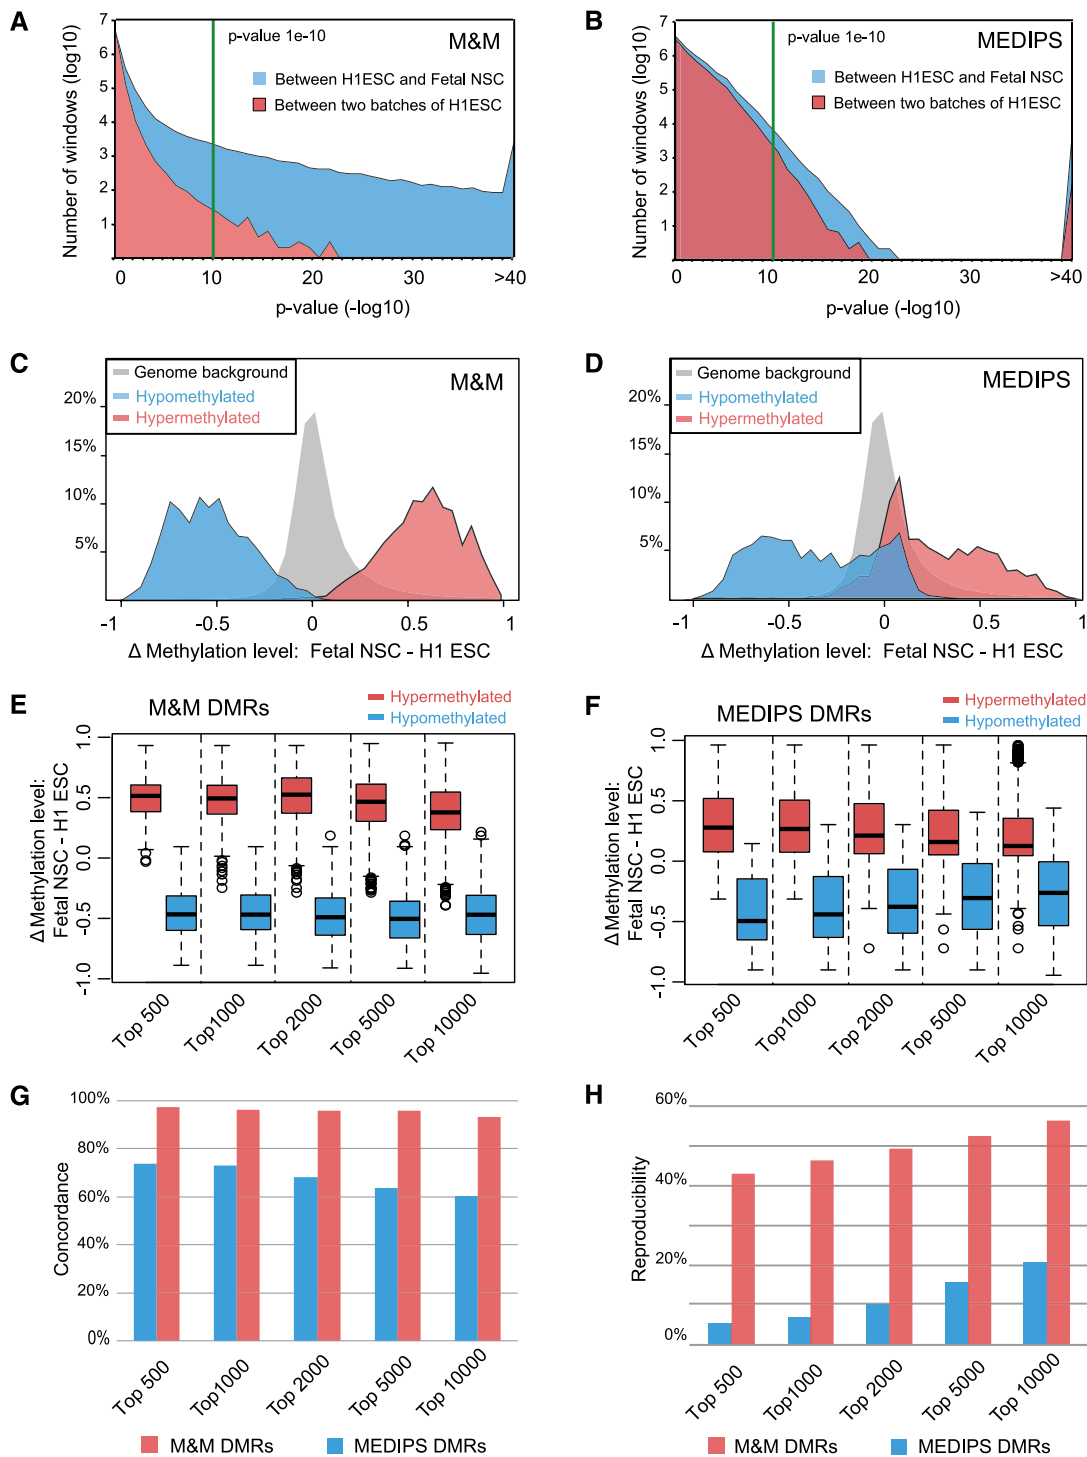 A
M&M
p-value 1e-10
Between H1ESC and Fetal NSC
Between two batches of H1ESC
Number of windows (log10)
7
6
5
4
3
2
1
0
10
20
30
>40
p-value (-log10)
B
MEDIPS
p-value 1e-10
Between H1ESC and Fetal NSC
Between two batches of H1ESC
Number of windows (log10)
7
6
5
4
3
2
1
0
10
20
30
>40
p-value (-log10)
C
Genome background
Hypomethylated
Hypermethylated
M&M
20%
15%
10%
5%
-1
-0.5
0
0.5
1
Δ Methylation level: Fetal NSC - H1 ESC
D
Genome background
Hypomethylated
Hypermethylated
MEDIPS
20%
15%
10%
5%
-1
-0.5
0
0.5
1
Δ Methylation level: Fetal NSC - H1 ESC
E
M&M DMRs
Hypermethylated
Hypomethylated
Δ Methylation level:
Fetal NSC - H1 ESC
1.0
0.5
0.0
-0.5
-1.0
Top 500
Top1000
Top 2000
Top 5000
Top 10000
F
MEDIPS DMRs
Hypermethylated
Hypomethylated
Δ Methylation level:
Fetal NSC - H1 ESC
1.0
0.5
0.0
-0.5
-1.0
Top 500
Top1000
Top 2000
Top 5000
Top 10000
G
Concordance
100%
80%
60%
40%
20%
0%
Top 500
Top1000
Top 2000
Top 5000
Top 10000
M&M DMRs
MEDIPS DMRs
H
Reproducibility
60%
40%
20%
0%
Top 500
Top1000
Top 2000
Top 5000
Top 10000
M&M DMRs
MEDIPS DMRs